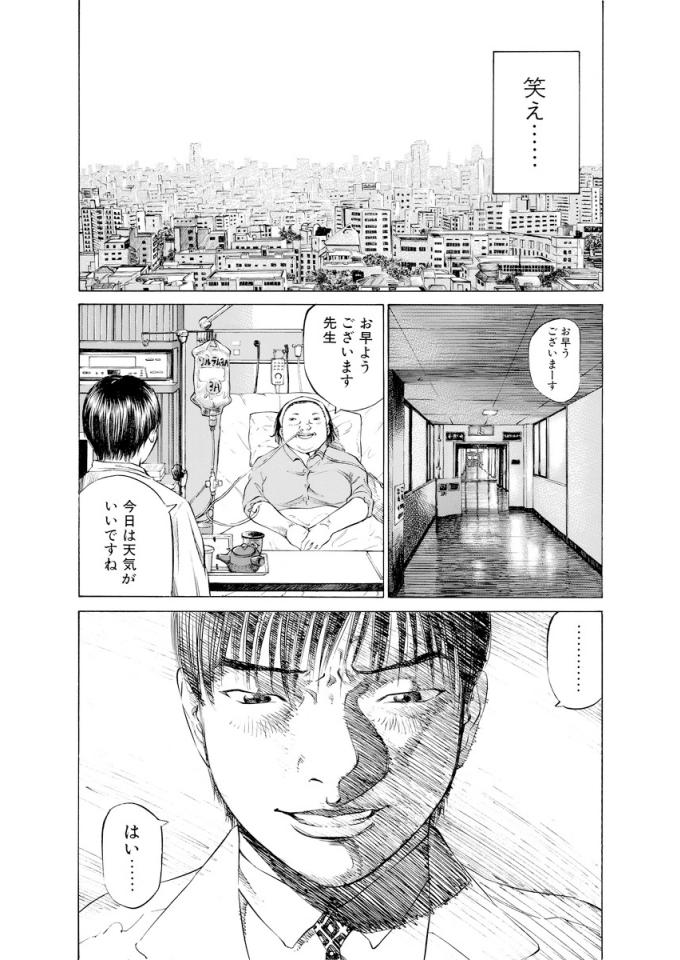 笑え……
お早う
ございまーす
お早よう
ございます
先生
今日は天気が
いいですね
…………
はい……